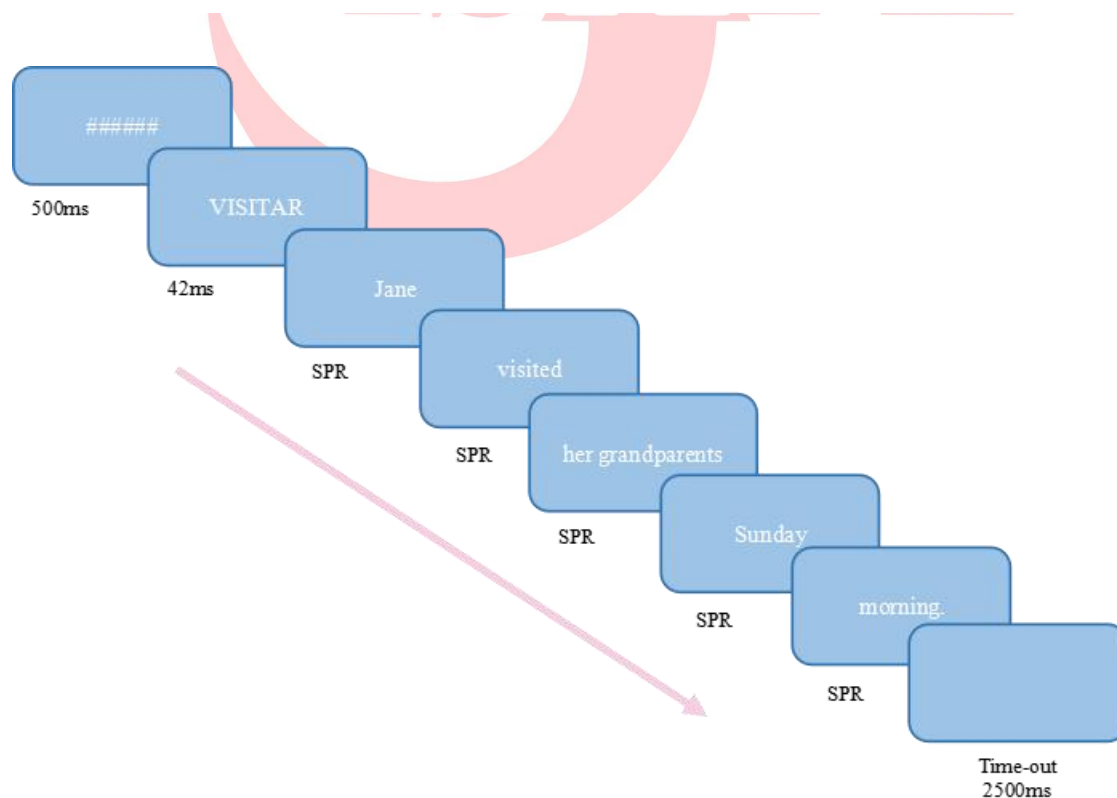 ######
500ms
VISITAR
42ms
Jane
SPR
visited
SPR
her grandparents
SPR
Sunday
SPR
morning.
SPR
Time-out
2500ms